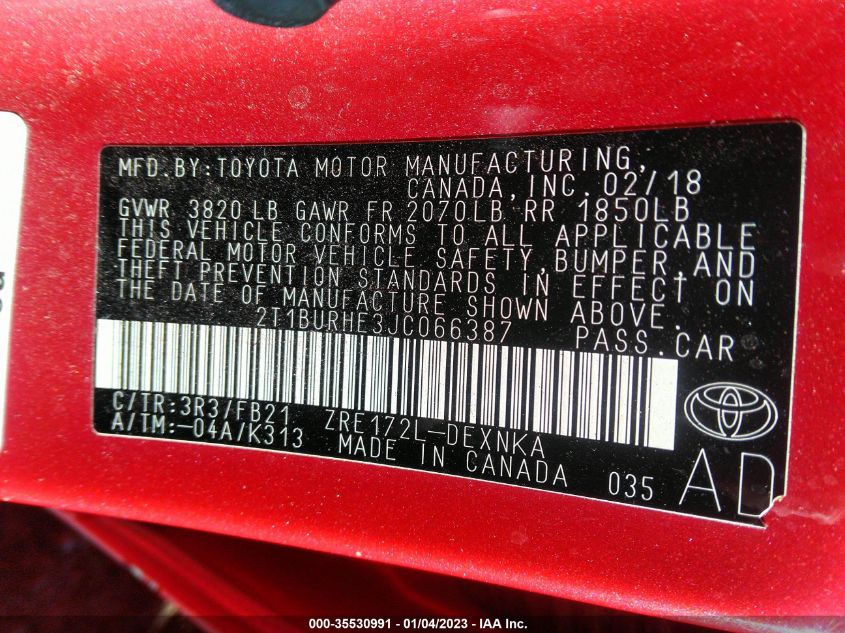 MFD.BY:TOYOTA MOTOR MANUFACTURING,
CANADA,INC. 02/18
GVWR 3820 LB GAWR FR 2070LB RR 1850LB
THIS VEHICLE CONFORMS TO ALL APPLICABLE
FEDERAL MOTOR VEHICLE SAFETY,BUMPER,AND
THEFT PREVENTION STANDARDS IN EFFECT ON
THE DATE OF MANUFACTURE SHOWN ABOVE.
2T1BURHE3JC066387 PASS.CAR
C/TR:3R3/FB21 ZRE172L-DEXNKA
A/TM:-04A/K313 MADE IN CANADA 035 AD
000-35530991 - 01/04/2023 - IAA Inc.